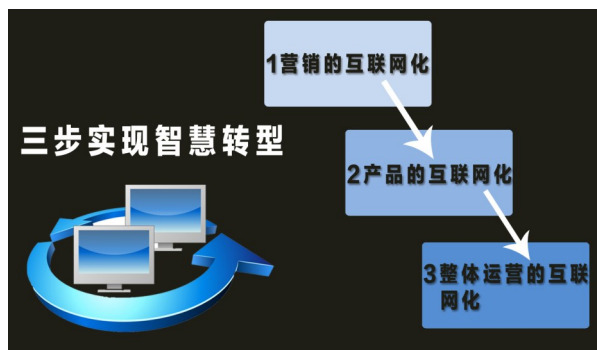 三步实现智慧转型
1营销的互联网化
2产品的互联网化
3整体运营的互联
网化